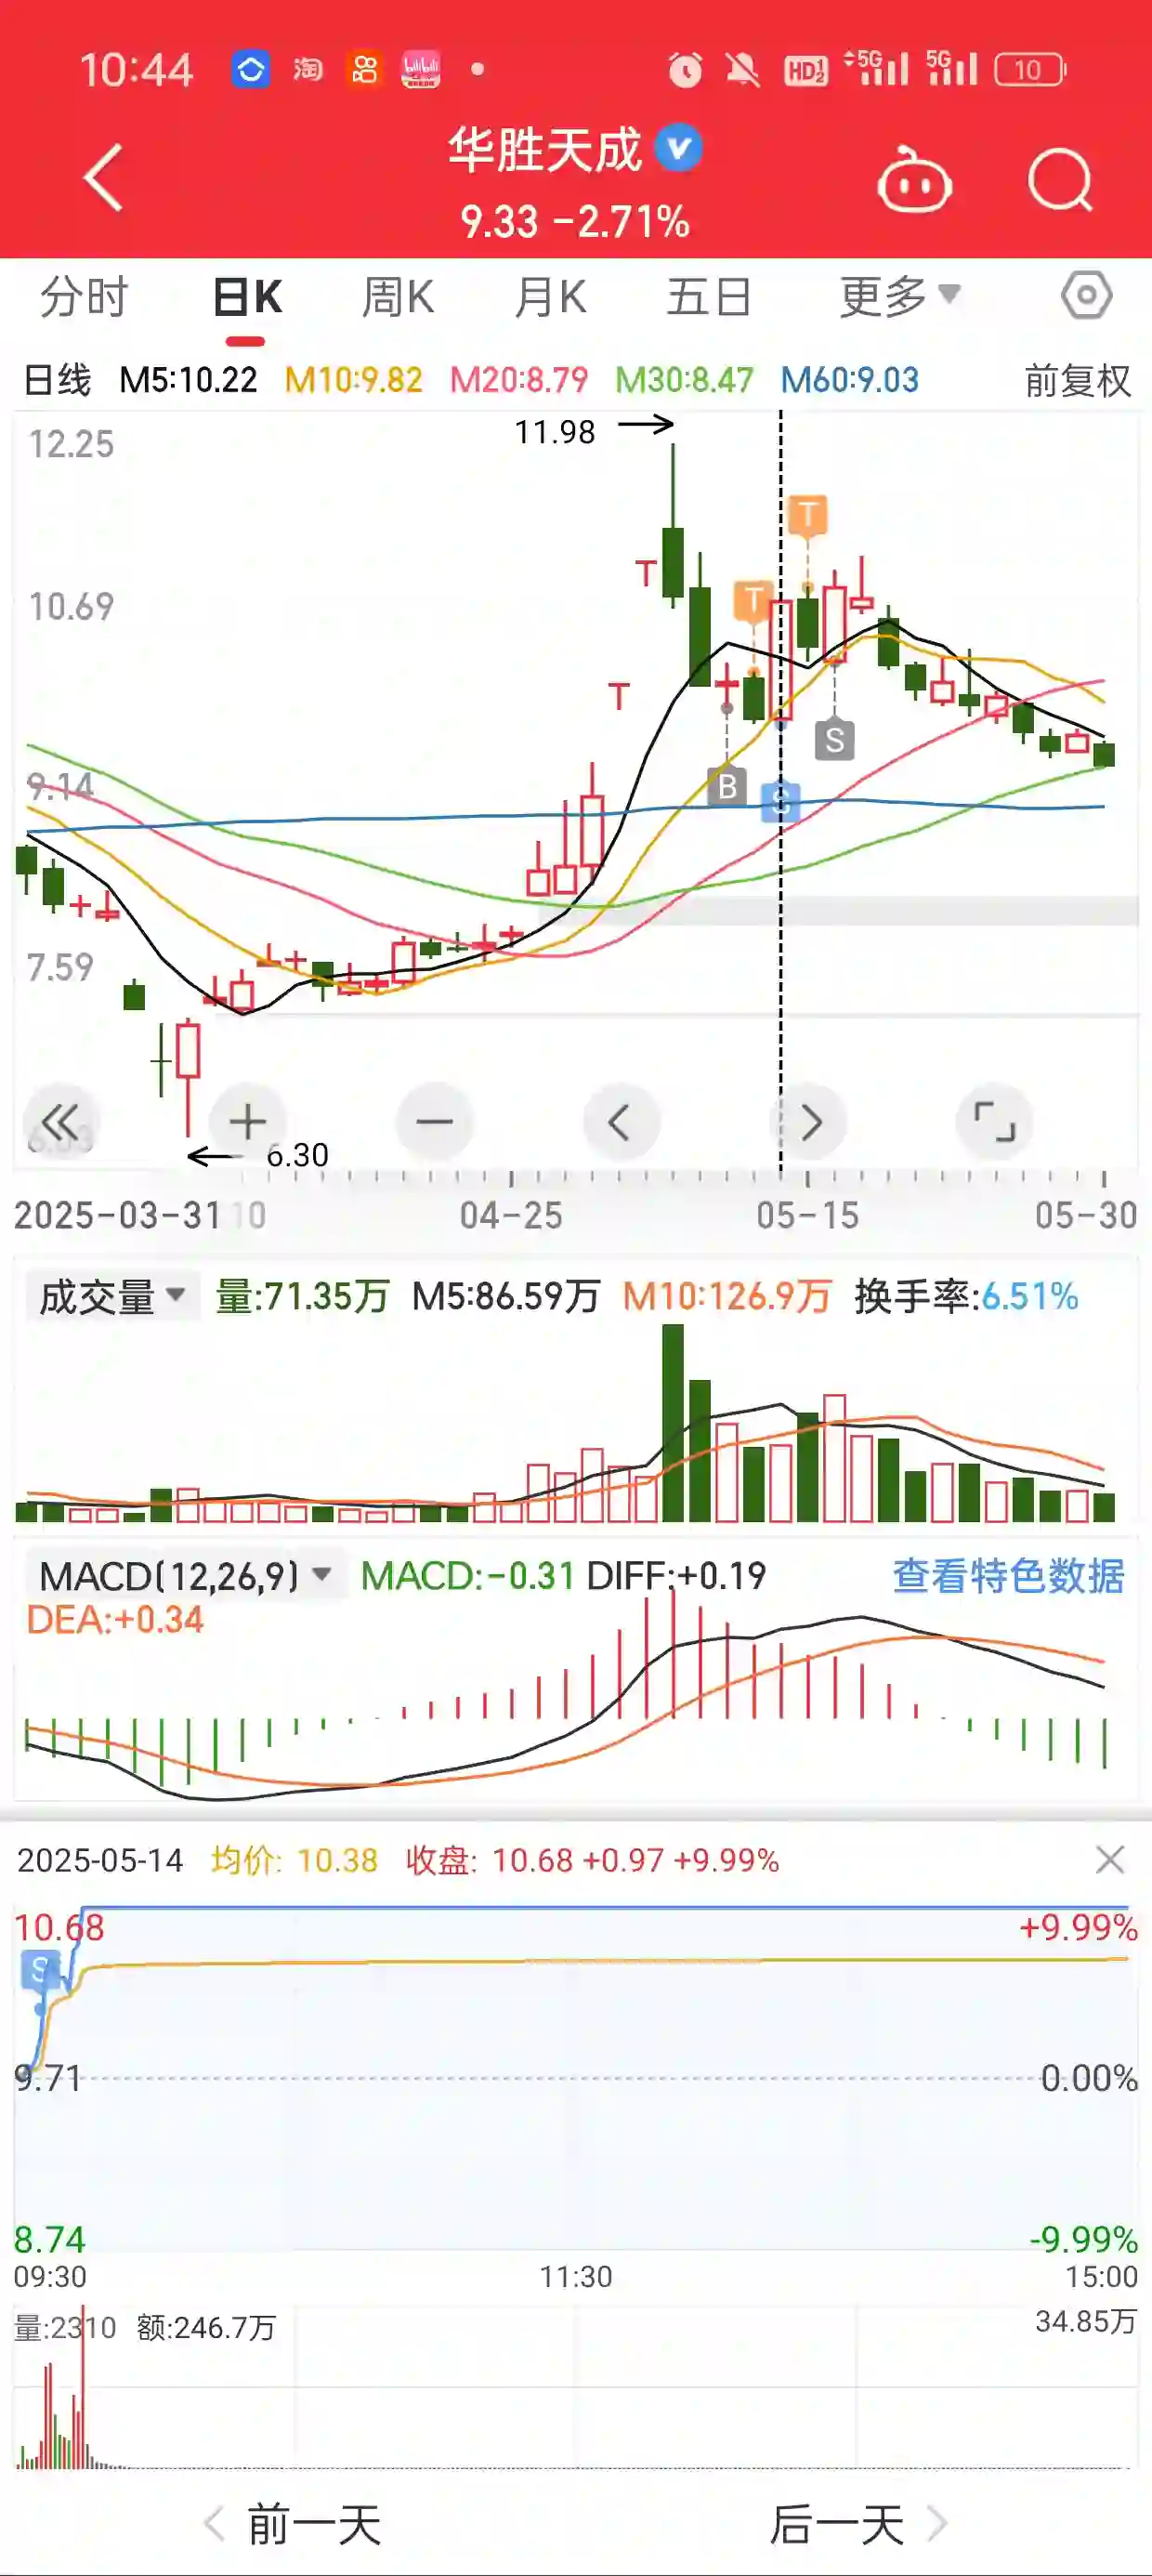 10:44 淘 bilibili HD12 5G 5G 10
华胜天成
9.33 -2.71%
分时 日K 周K 月K 五日 更多
日线 M5:10.22 M10:9.82 M20:8.79 M30:8.47 M60:9.03 前复权
12.25
11.98
T
T
T
10.69
T
S
9.14
B
S
7.59
6.30
2025-03-31 10 04-25 05-15 05-30
成交量 量:71.35万 M5:86.59万 M10:126.9万 换手率:6.51%
MACD(12,26,9) MACD:-0.31 DIFF:+0.19 查看特色数据
DEA:+0.34
2025-05-14 均价: 10.38 收盘: 10.68 +0.97 +9.99%
10.68 +9.99%
S
9.71 0.00%
8.74 -9.99%
09:30 11:30 15:00
量:2310 额:246.7万 34.85万
前一天 后一天